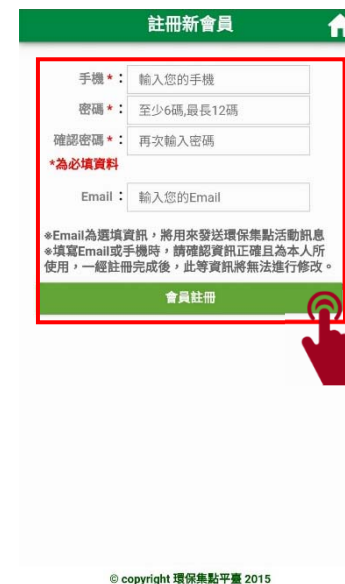 註冊新會員
手機*： 輸入您的手機
密碼*： 至少6碼,最長12碼
確認密碼*： 再次輸入密碼
*為必填資料
Email： 輸入您的Email
※Email為選填資訊，將用來發送環保集點活動訊息
※填寫Email或手機時，請確認資訊正確且為本人所
使用，一經註冊完成後，此等資訊將無法進行修改。
會員註冊
© copyright 環保集點平臺 2015